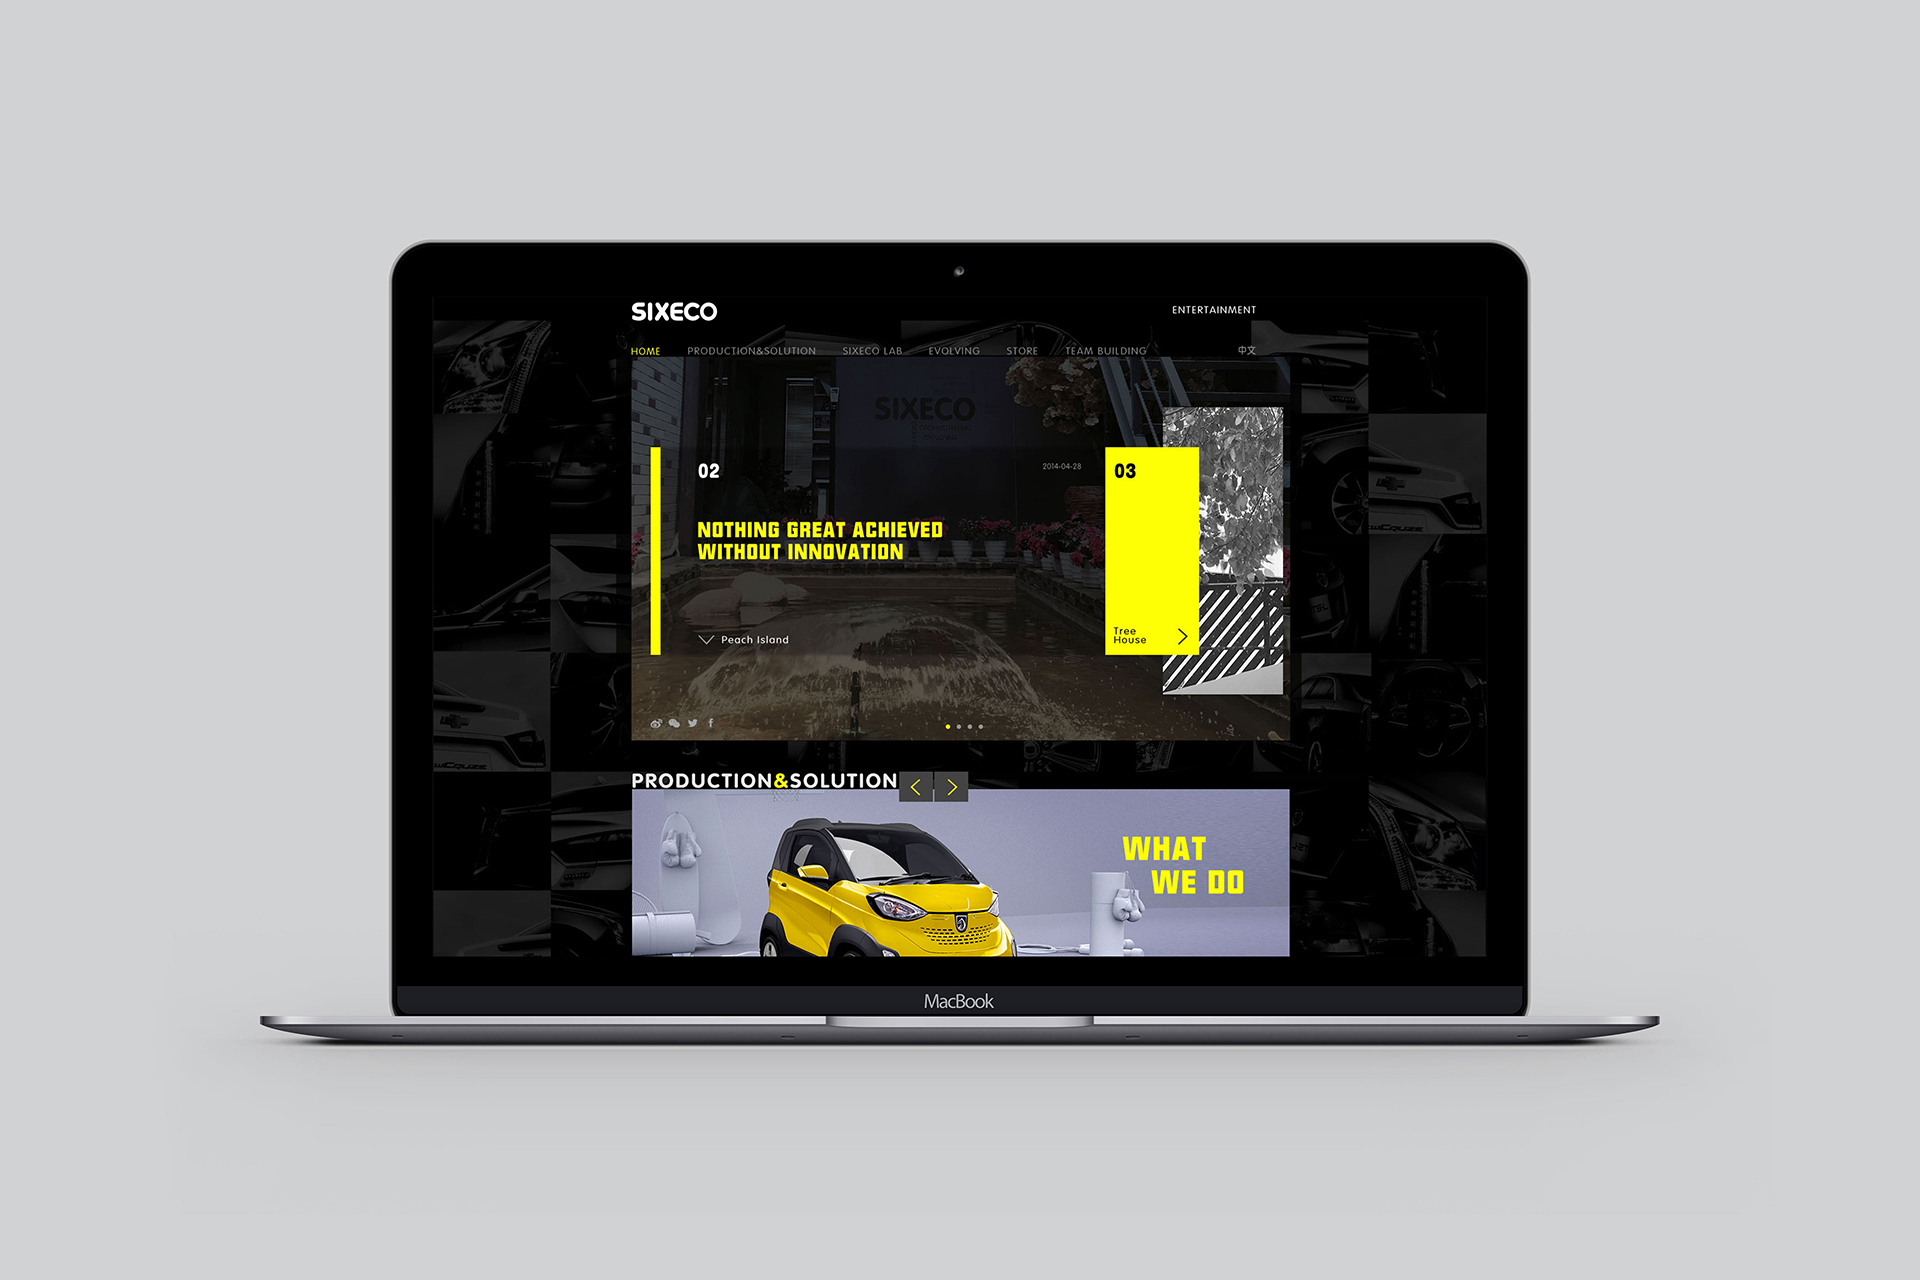 SIXECO
ENTERTAINMENT
HOME PRODUCTION&SOLUTION SIXECO LAB EVOLVING STORE TEAM BUILDING 中文
SIXECO
02
2014-04-28
03
NOTHING GREAT ACHIEVED
WITHOUT INNOVATION
Peach Island
Tree
House
PRODUCTION&SOLUTION
WHAT
WE DO
MacBook